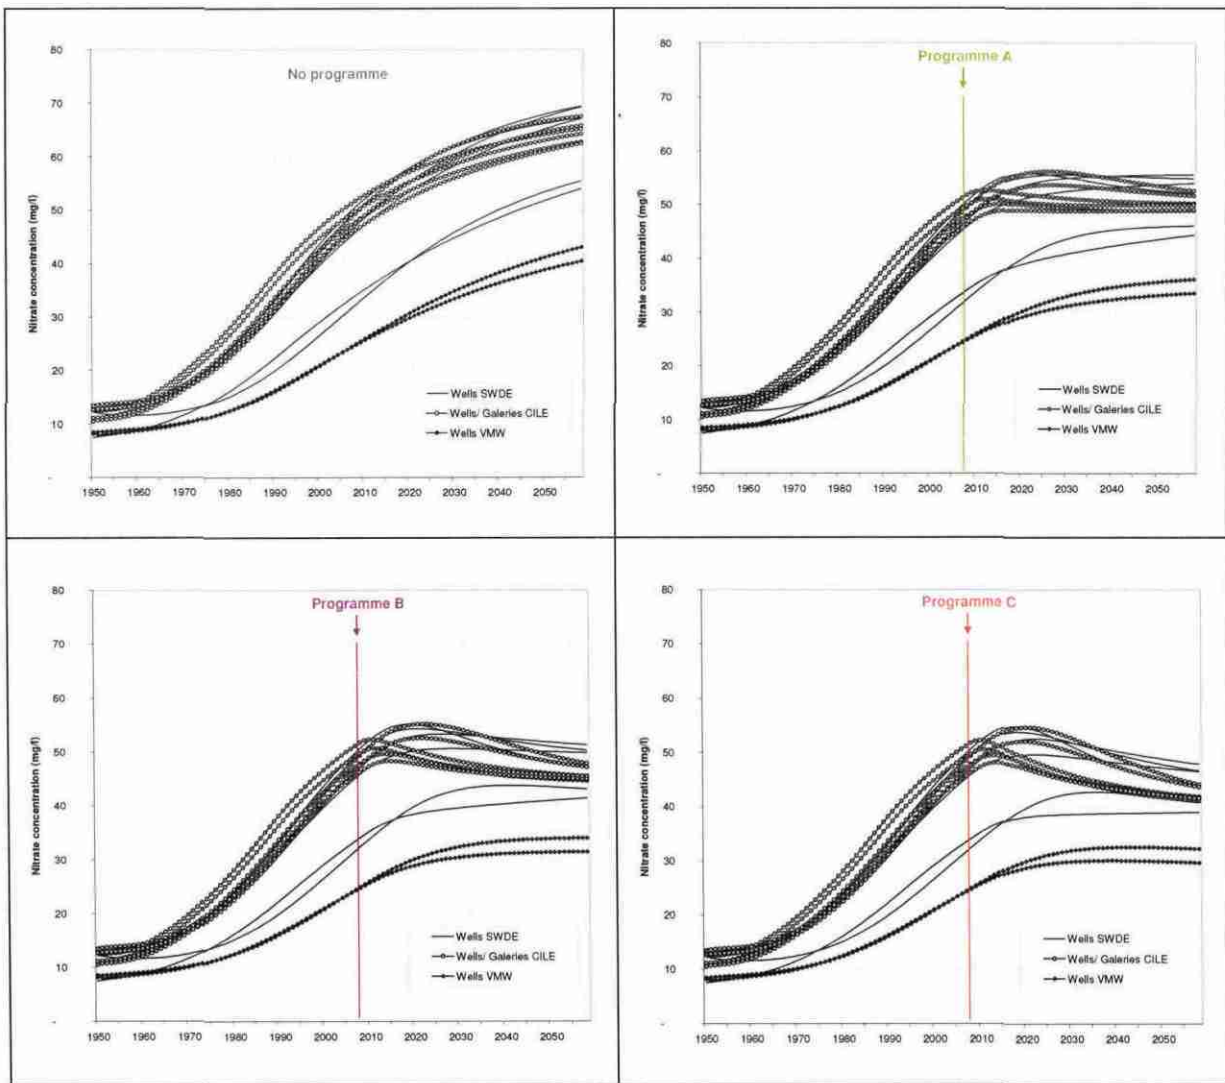 No programme
Nitrate concentration (mg/l)
80
70
60
50
40
30
20
10
-
Wells SWDE
Wells/ Galeries CILE
Wells VMW
1950 1960 1970 1980 1990 2000 2010 2020 2030 2040 2050
Programme A
Nitrate concentration (mg/l)
80
70
60
50
40
30
20
10
-
Wells SWDE
Wells/ Galeries CILE
Wells VMW
1950 1960 1970 1980 1990 2000 2010 2020 2030 2040 2050
Programme B
Nitrate concentration (mg/l)
80
70
60
50
40
30
20
10
-
Wells SWDE
Wells/ Galeries CILE
Wells VMW
1950 1960 1970 1980 1990 2000 2010 2020 2030 2040 2050
Programme C
Nitrate concentration (mg/l)
80
70
60
50
40
30
20
10
-
Wells SWDE
Wells/ Galeries CILE
Wells VMW
1950 1960 1970 1980 1990 2000 2010 2020 2030 2040 2050